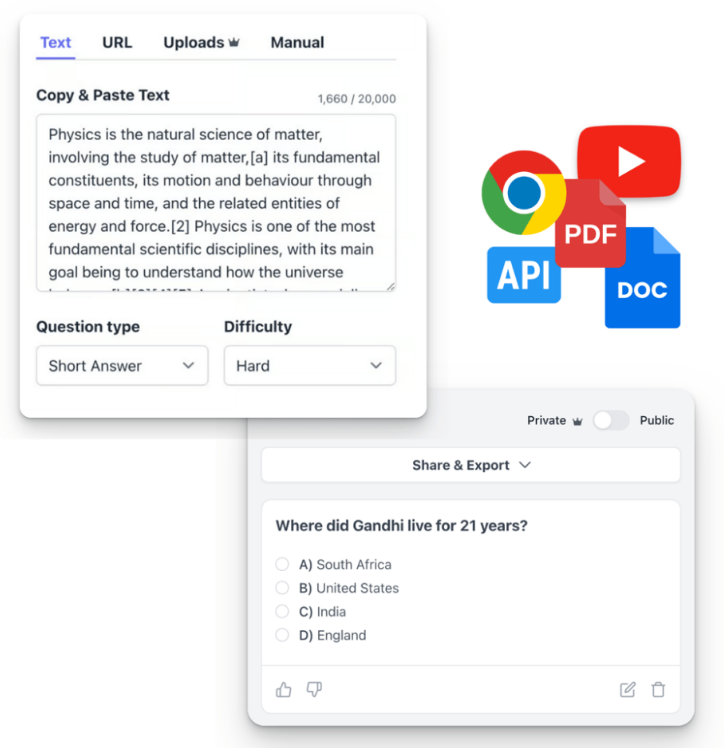 Text URL Uploads Manual
Copy & Paste Text 1,660 / 20,000
Physics is the natural science of matter,
involving the study of matter,[a] its fundamental
constituents, its motion and behaviour through
space and time, and the related entities of
energy and force.[2] Physics is one of the most
fundamental scientific disciplines, with its main
goal being to understand how the universe
Question type Difficulty
Short Answer Hard
PDF
API
DOC
Private Public
Share & Export
Where did Gandhi live for 21 years?
A) South Africa
B) United States
C) India
D) England